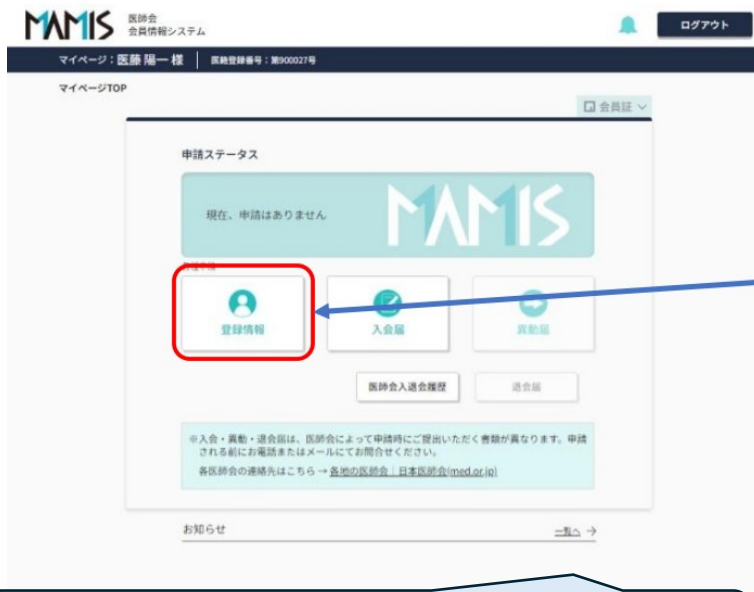 MAMIS 医師会
会員情報システム
ログアウト
マイページ：医藤 陽一 様 医籍登録番号：第900027号
マイページTOP
会員証
申請ステータス
現在、申請はありません
MAMIS
各種申請
登録情報
入会届
異動届
医師会入退会履歴
退会届
※入会・異動・退会届は、医師会によって申請時にご提出いただく書類が異なります。申請
される前にお電話またはメールにてお問合せください。
各医師会の連絡先はこちら → 各地の医師会｜日本医師会(med.or.jp)
お知らせ
一覧へ →